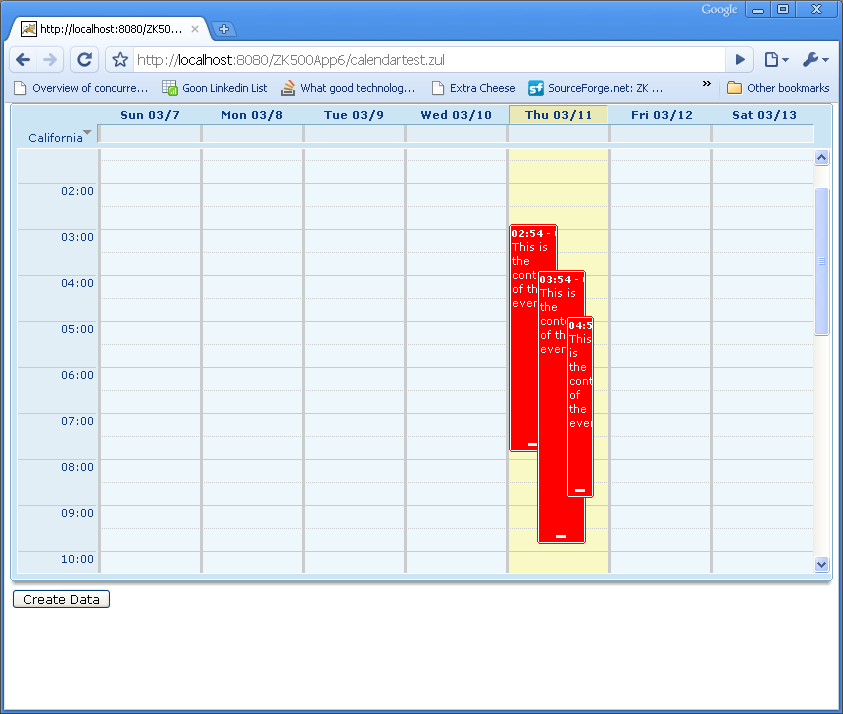 Google
http://localhost:8080/ZK50...
http://localhost:8080/ZK500App6/calendartest.zul
Overview of concurre... Goon Linkedin List What good technolog... Extra Cheese SourceForge.net: ZK ... » Other bookmarks
Sun 03/7 Mon 03/8 Tue 03/9 Wed 03/10 Thu 03/11 Fri 03/12 Sat 03/13
California
02:00
03:00
04:00
05:00
06:00
07:00
08:00
09:00
10:00
02:54 -
This is
the
cont
of th
ever
03:54 -
This is
the
conte
of the
ever
04:5
This
is
the
cont
of
the
ever
Create Data